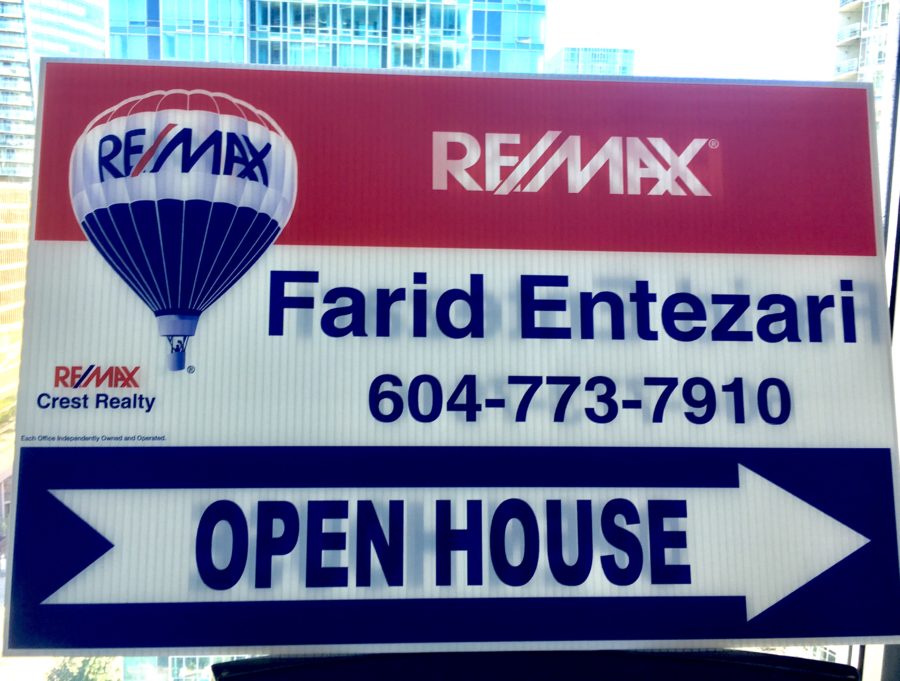 RE/MAX
RE/MAX®
Farid Entezari
604-773-7910
®
RE/MAX
Crest Realty
Each Office Independently Owned and Operated.
OPEN HOUSE